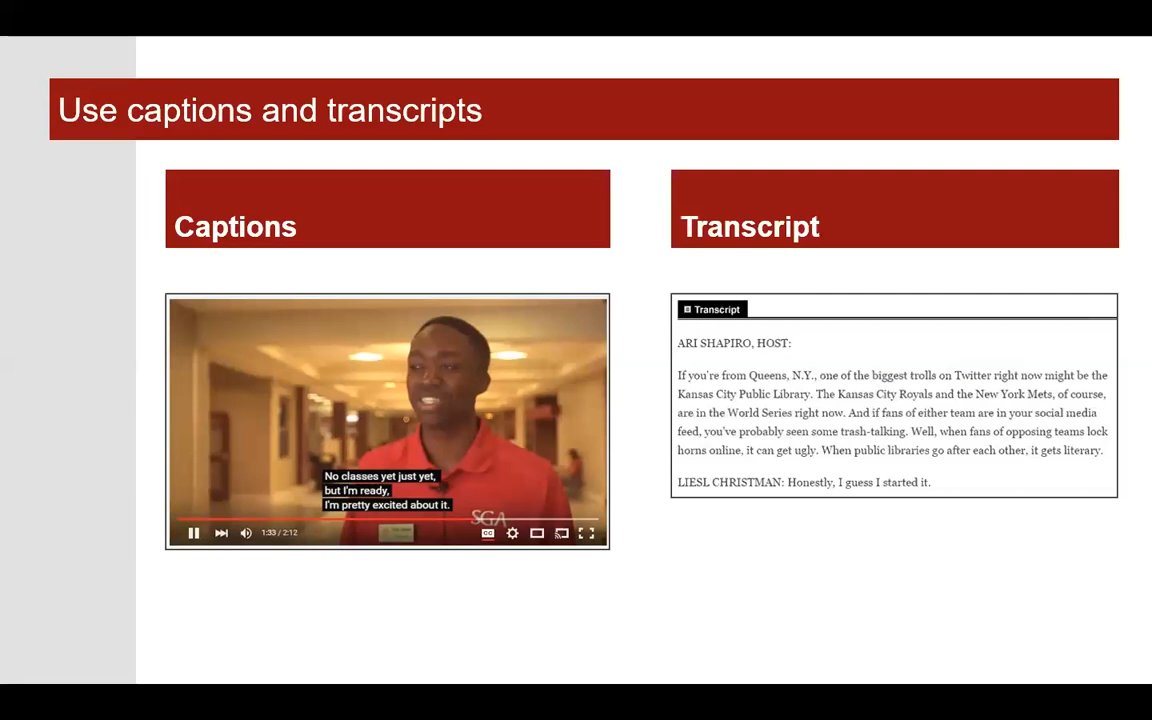 Use captions and transcripts
Captions
Transcript
No classes yet just yet,
but I'm ready,
I'm pretty excited about it.
SGA
1:33 / 2:12
CC
Transcript
ARI SHAPIRO, HOST:
If you're from Queens, N.Y., one of the biggest trolls on Twitter right now might be the
Kansas City Public Library. The Kansas City Royals and the New York Mets, of course,
are in the World Series right now. And if fans of either team are in your social media
feed, you've probably seen some trash-talking. Well, when fans of opposing teams lock
horns online, it can get ugly. When public libraries go after each other, it gets literary.
LIESL CHRISTMAN: Honestly, I guess I started it.